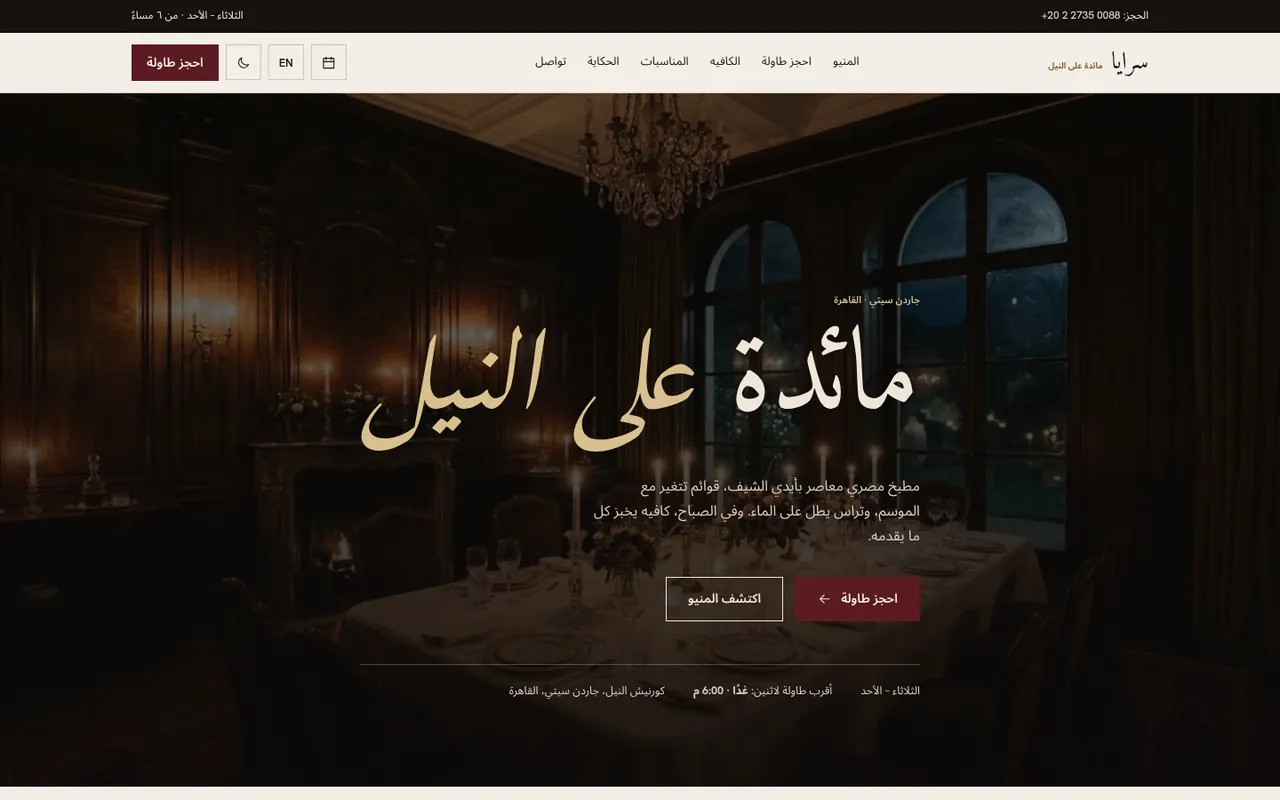 الحجز: 0088 2735 2 20+
الثلاثاء – الأحد · من ٦ مساءً
سرايا مائدة على النيل
المنيو احجز طاولة الكافيه المناسبات الحكاية تواصل
EN
احجز طاولة
جاردن سيتي · القاهرة
مائدة على النيل
مطبخ مصري معاصر بأيدي الشيف، قوائم تتغير مع
الموسم، وتراس يطل على الماء. وفي الصباح، كافيه يخبز كل
ما يقدمه.
احجز طاولة ←
اكتشف المنيو
الثلاثاء – الأحد
أقرب طاولة لاثنين: غدًا · 6:00 م
كورنيش النيل، جاردن سيتي، القاهرة